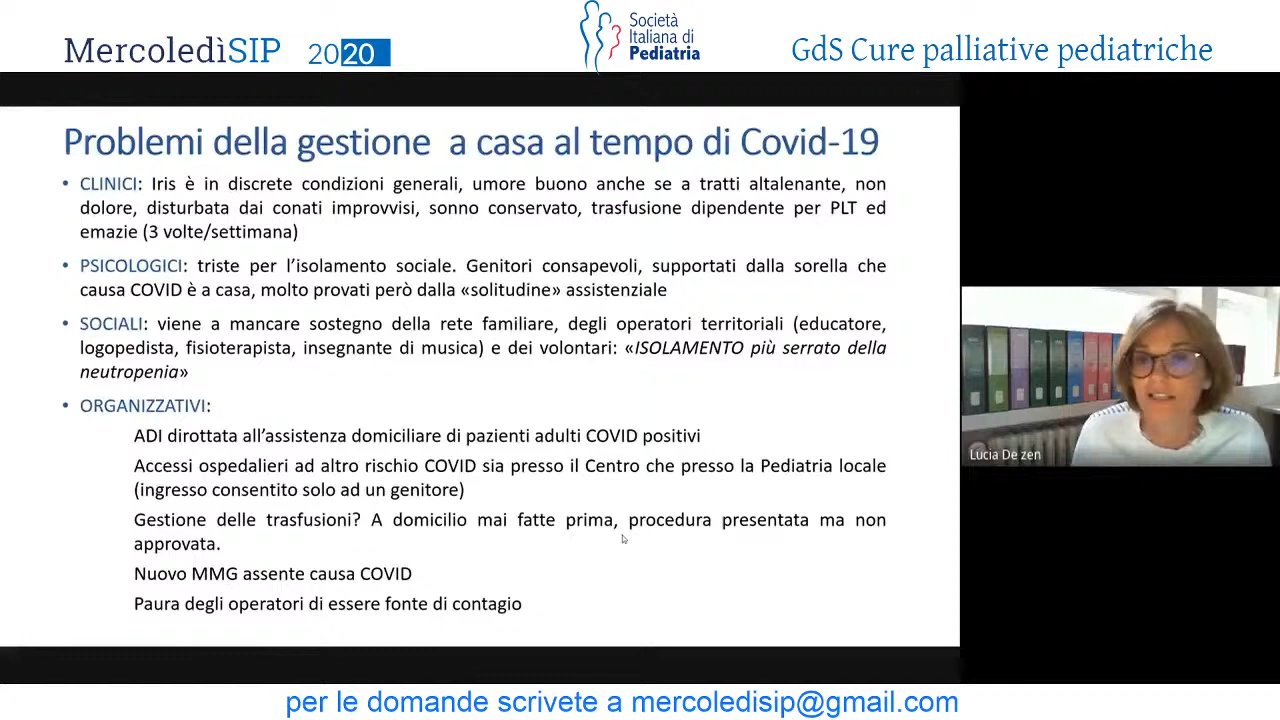 MercoledìSIP 2020
Società
Italiana di
Pediatria
GdS Cure palliative pediatriche
Problemi della gestione a casa al tempo di Covid-19
• CLINICI: Iris è in discrete condizioni generali, umore buono anche se a tratti altalenante, non
dolore, disturbata dai conati improvvisi, sonno conservato, trasfusione dipendente per PLT ed
emazie (3 volte/settimana)
• PSICOLOGICI: triste per l’isolamento sociale. Genitori consapevoli, supportati dalla sorella che
causa COVID è a casa, molto provati però dalla «solitudine» assistenziale
• SOCIALI: viene a mancare sostegno della rete familiare, degli operatori territoriali (educatore,
logopedista, fisioterapista, insegnante di musica) e dei volontari: «ISOLAMENTO più serrato della
neutropenia»
• ORGANIZZATIVI:
ADI dirottata all’assistenza domiciliare di pazienti adulti COVID positivi
Accessi ospedalieri ad altro rischio COVID sia presso il Centro che presso la Pediatria locale
(ingresso consentito solo ad un genitore)
Gestione delle trasfusioni? A domicilio mai fatte prima, procedura presentata ma non
approvata.
Nuovo MMG assente causa COVID
Paura degli operatori di essere fonte di contagio
Lucia De zen
per le domande scrivete a mercoledisip@gmail.com